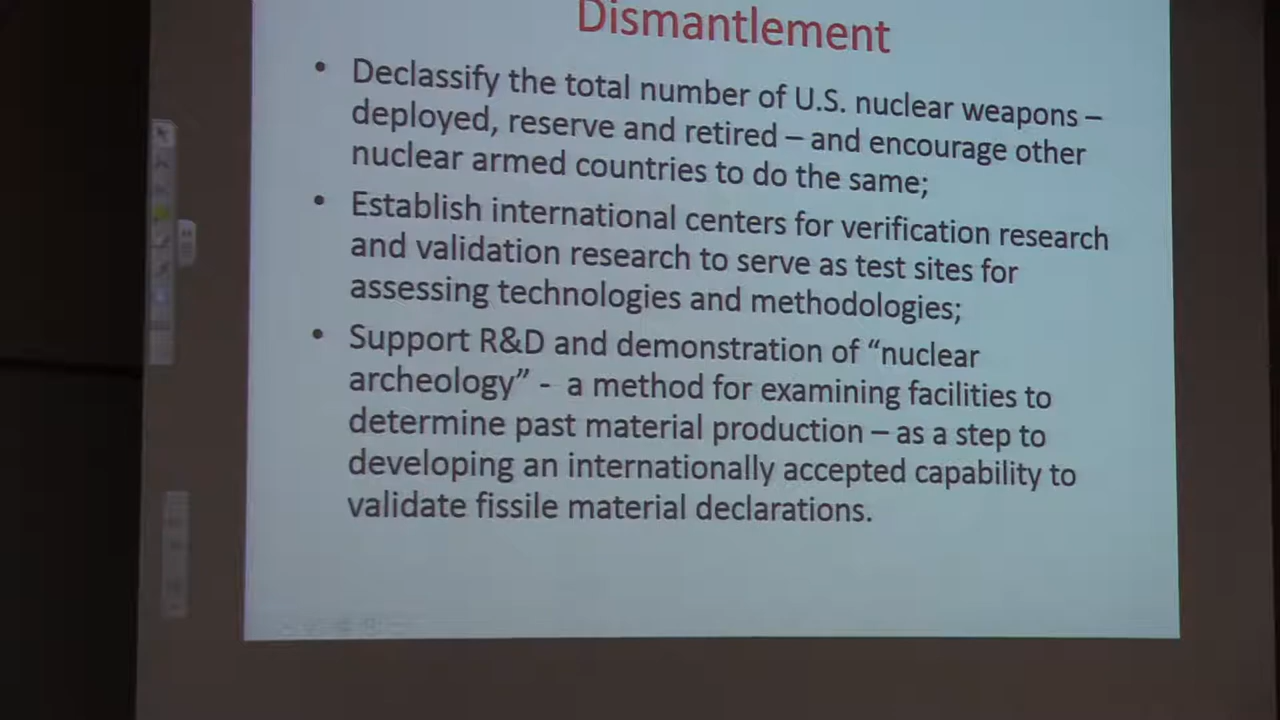 Dismantlement
• Declassify the total number of U.S. nuclear weapons –
deployed, reserve and retired – and encourage other
nuclear armed countries to do the same;
• Establish international centers for verification research
and validation research to serve as test sites for
assessing technologies and methodologies;
• Support R&D and demonstration of “nuclear
archeology” - a method for examining facilities to
determine past material production – as a step to
developing an internationally accepted capability to
validate fissile material declarations.